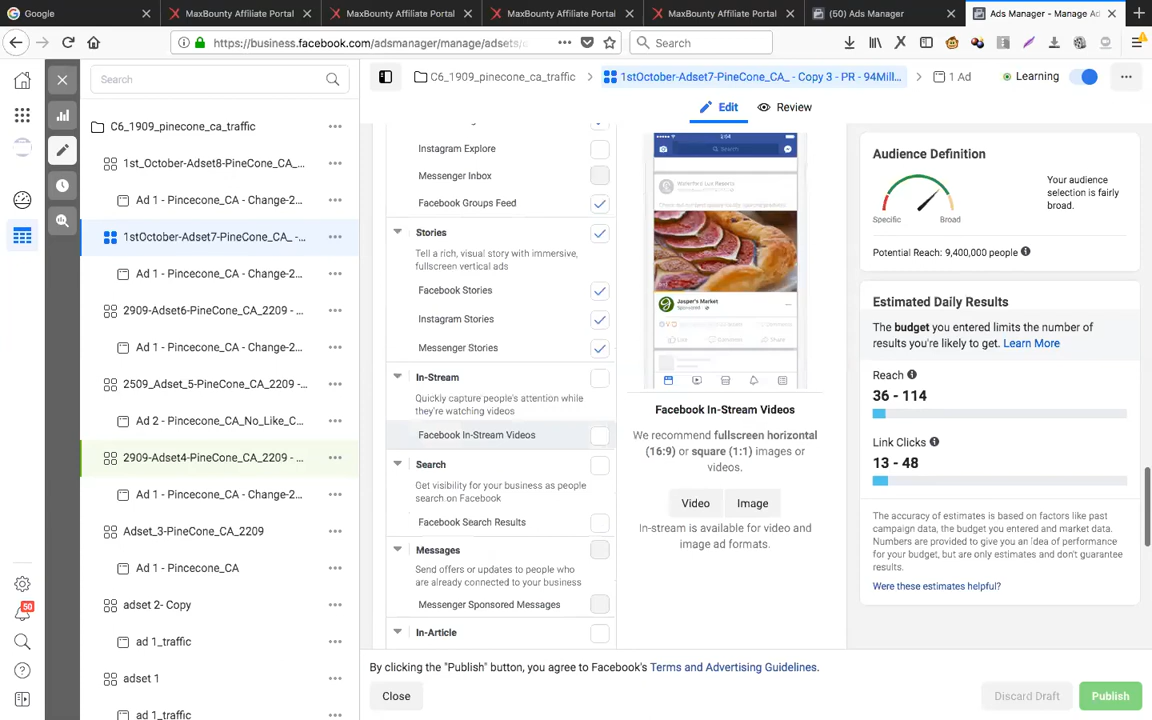 Google
MaxBounty Affiliate Portal
MaxBounty Affiliate Portal
MaxBounty Affiliate Portal
MaxBounty Affiliate Portal
(50) Ads Manager
Ads Manager - Manage Ad
https://business.facebook.com/adsmanager/manage/adsets/
Search
Search
C6_1909_pinecone_ca_traffic
1stOctober-Adset7-PineCone_CA_ - Copy 3 - PR - 94Mill...
1 Ad
Learning
Edit
Review
C6_1909_pinecone_ca_traffic
1st_October-Adset8-PineCone_CA_...
Ad 1 - Pincecone_CA - Change-2...
1stOctober-Adset7-PineCone_CA_ -...
Ad 1 - Pincecone_CA - Change-2...
2909-Adset6-PineCone_CA_2209 - ...
Ad 1 - Pincecone_CA - Change-2...
2509_Adset_5-PineCone_CA_2209 -...
Ad 2 - Pincecone_CA_No_Like_C...
2909-Adset4-PineCone_CA_2209 - ...
Ad 1 - Pincecone_CA - Change-2...
Adset_3-PineCone_CA_2209
Ad 1 - Pincecone_CA
adset 2- Copy
ad 1_traffic
adset 1
ad 1_traffic
50
Instagram Explore
Messenger Inbox
Facebook Groups Feed
Stories
Tell a rich, visual story with immersive,
fullscreen vertical ads
Facebook Stories
Instagram Stories
Messenger Stories
In-Stream
Quickly capture people's attention while
they're watching videos
Facebook In-Stream Videos
Search
Get visibility for your business as people
search on Facebook
Facebook Search Results
Messages
Send offers or updates to people who
are already connected to your business
Messenger Sponsored Messages
In-Article
Search
Jasper's Market
Sponsored
Like
Comment
Share
Facebook In-Stream Videos
We recommend fullscreen horizontal
(16:9) or square (1:1) images or
videos.
Video
Image
In-stream is available for video and
image ad formats.
Audience Definition
Specific
Broad
Your audience
selection is fairly
broad.
Potential Reach: 9,400,000 people
Estimated Daily Results
The budget you entered limits the number of
results you're likely to get. Learn More
Reach
36 - 114
Link Clicks
13 - 48
The accuracy of estimates is based on factors like past
campaign data, the budget you entered and market data.
Numbers are provided to give you an idea of performance
for your budget, but are only estimates and don't guarantee
results.
Were these estimates helpful?
By clicking the "Publish" button, you agree to Facebook's Terms and Advertising Guidelines.
Close
Discard Draft
Publish